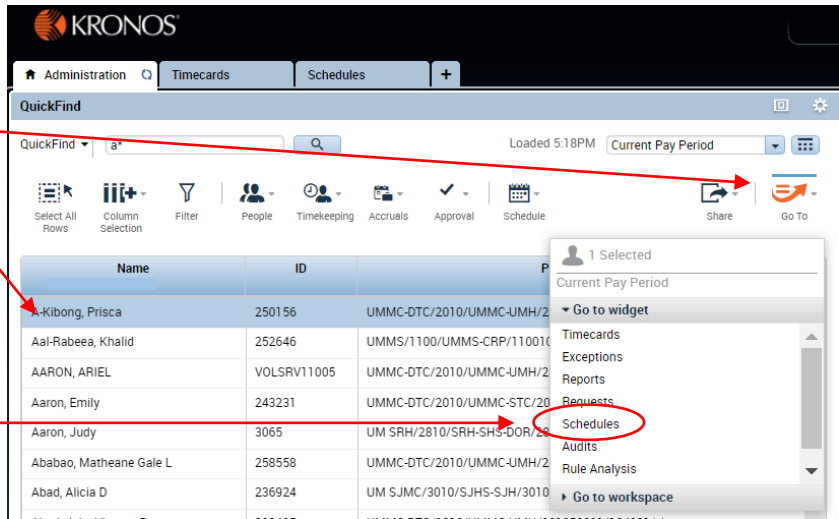 KRONOS
Administration Timecards Schedules +
QuickFind
QuickFind a* Loaded 5:18PM Current Pay Period
Select All Rows Column Selection Filter People Timekeeping Accruals Approval Schedule Share Go To
1 Selected
Current Pay Period
Name ID P
A-Kibong, Prisca 250156 UMMC-DTC/2010/UMMC-UMH/2
Go to widget
Aal-Rabeea, Khalid 252646 UMMS/1100/UMMS-CRP/110010
Timecards
Exceptions
AARON, ARIEL VOLSRV11005 UMMC-DTC/2010/UMMC-UMH/2
Reports
Aaron, Emily 243231 UMMC-DTC/2010/UMMC-STC/20
Requests
Schedules
Aaron, Judy 3065 UM SRH/2810/SRH-SHS-DOR/28
Audits
Ababao, Matheane Gale L 258558 UMMC-DTC/2010/UMMC-UMH/2
Rule Analysis
Abad, Alicia D 236924 UM SJMC/3010/SJHS-SJH/3010
Go to workspace